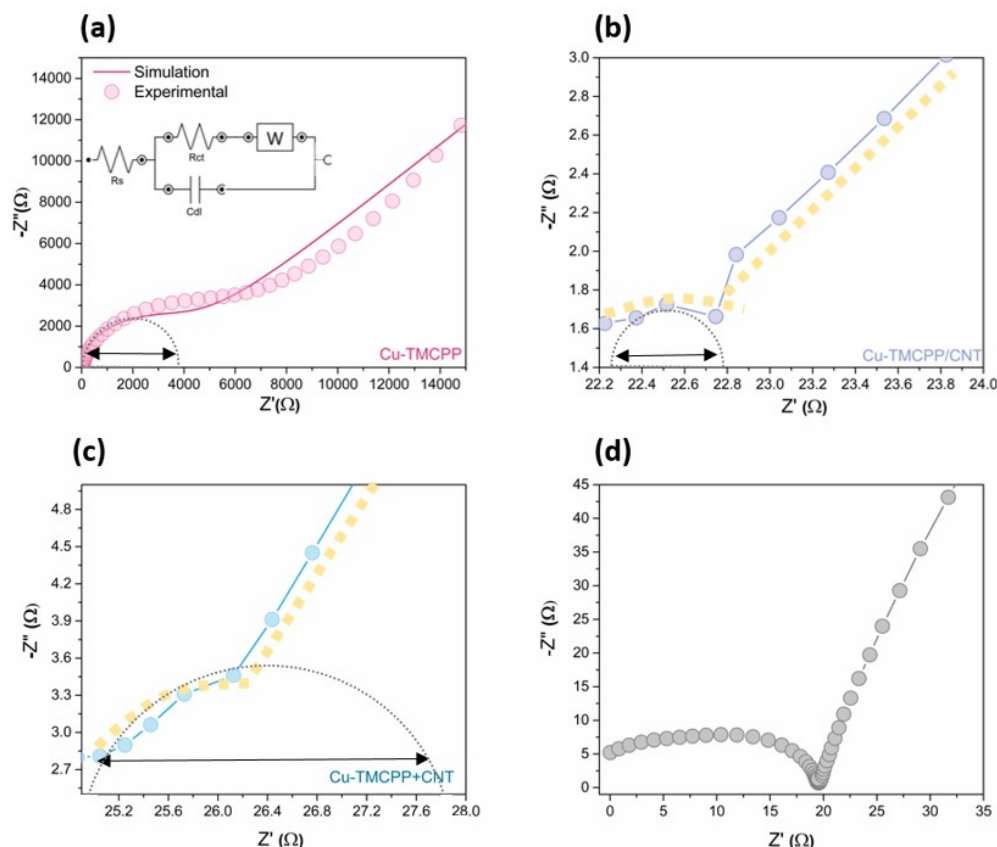 (a)
14000
12000
10000
8000
6000
4000
2000
0
-Z''(Ω)
Simulation
Experimental
Rs
Rct
W
Cdl
C
Cu-TMCPP
0 2000 4000 6000 8000 10000 12000 14000
Z'(Ω)
(b)
3.0
2.8
2.6
2.4
2.2
2.0
1.8
1.6
1.4
-Z'' (Ω)
Cu-TMCPP/CNT
22.2 22.4 22.6 22.8 23.0 23.2 23.4 23.6 23.8 24.0
Z' (Ω)
(c)
4.8
4.5
4.2
3.9
3.6
3.3
3.0
2.7
-Z'' (Ω)
Cu-TMCPP+CNT
25.2 25.6 26.0 26.4 26.8 27.2 27.6 28.0
Z' (Ω)
(d)
45
40
35
30
25
20
15
10
5
0
-Z'' (Ω)
0 5 10 15 20 25 30 35
Z' (Ω)